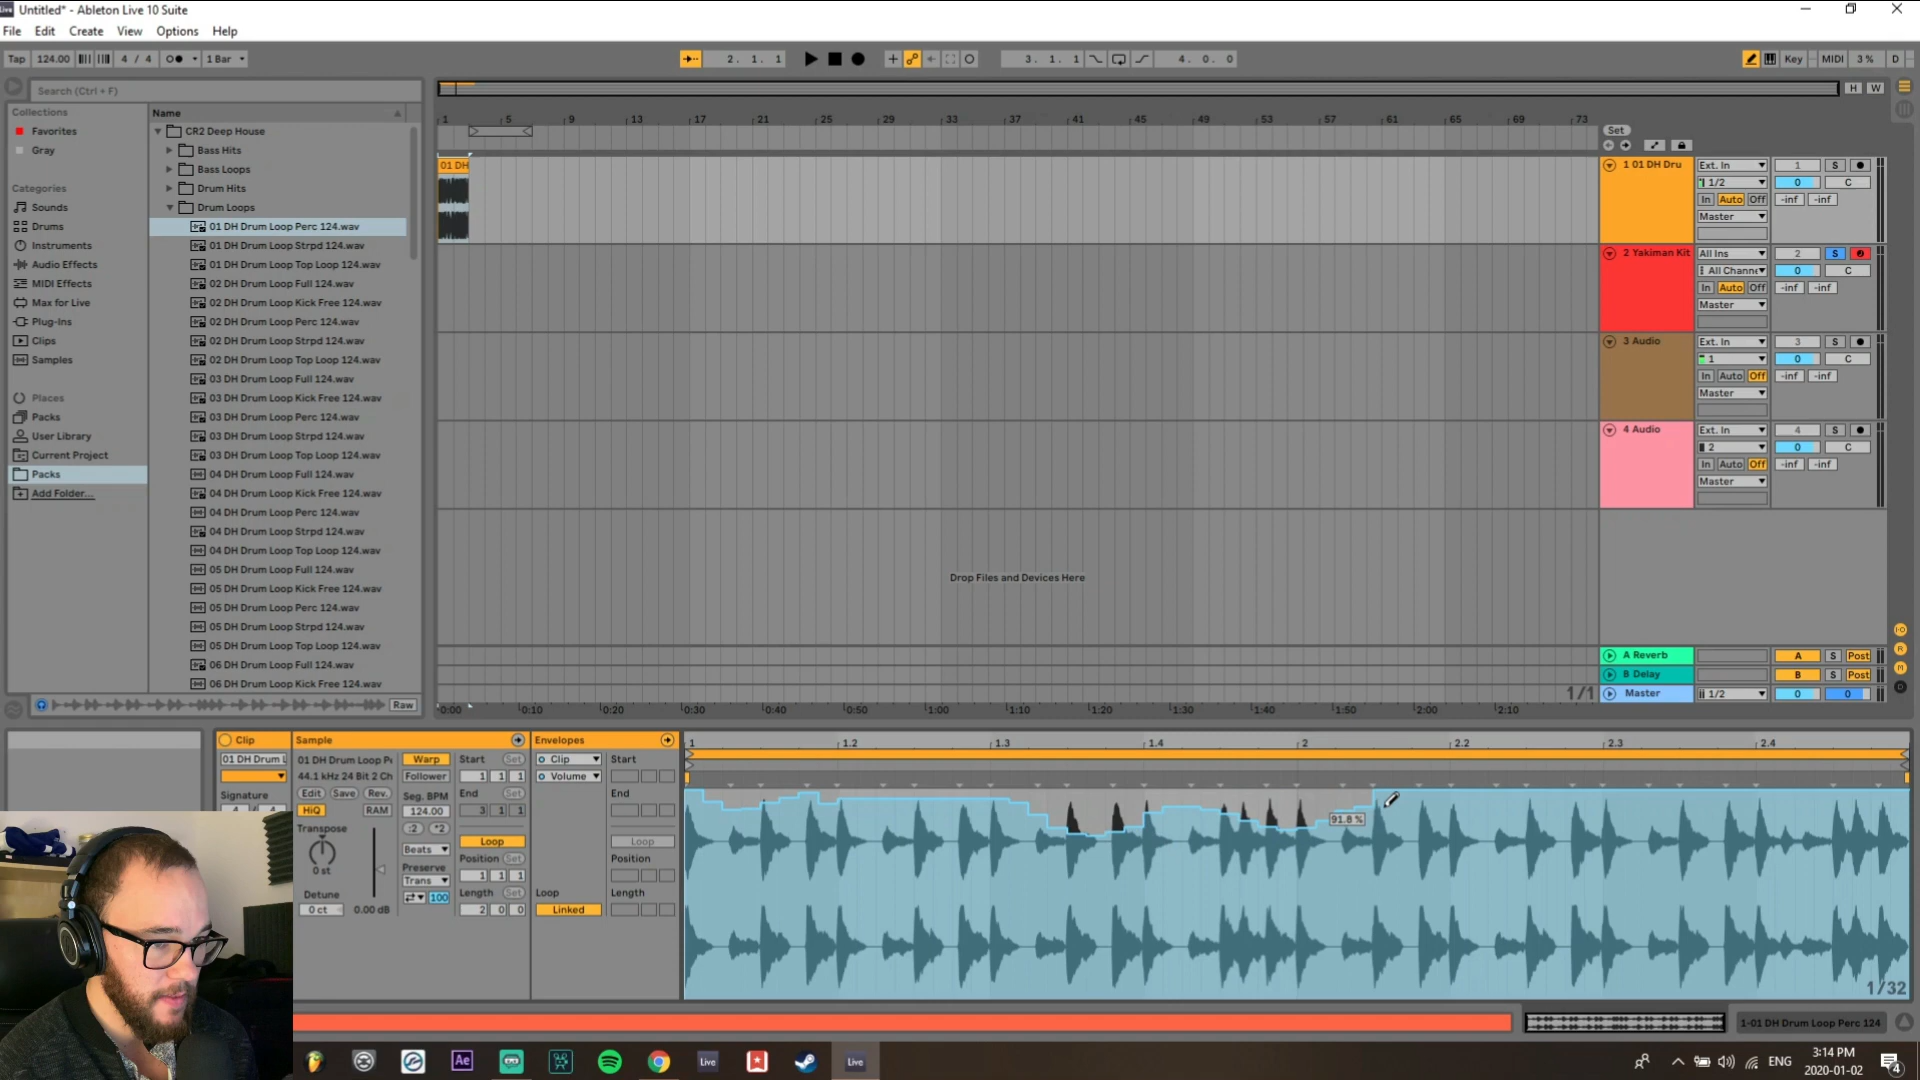 Untitled* - Ableton Live 10 Suite
File Edit Create View Options Help
Tap 124.00 4 / 4 1 Bar 2. 1. 1 3. 1. 1 4. 0. 0 Key MIDI 3 % D
Search (Ctrl + F)
H W
Collections
Favorites
Gray
Categories
Sounds
Drums
Instruments
Audio Effects
MIDI Effects
Max for Live
Plug-Ins
Clips
Samples
Places
Packs
User Library
Current Project
Packs
Add Folder...
Name
CR2 Deep House
Bass Hits
Bass Loops
Drum Hits
Drum Loops
01 DH Drum Loop Perc 124.wav
01 DH Drum Loop Strpd 124.wav
01 DH Drum Loop Top Loop 124.wav
02 DH Drum Loop Full 124.wav
02 DH Drum Loop Kick Free 124.wav
02 DH Drum Loop Perc 124.wav
02 DH Drum Loop Strpd 124.wav
02 DH Drum Loop Top Loop 124.wav
03 DH Drum Loop Full 124.wav
03 DH Drum Loop Kick Free 124.wav
03 DH Drum Loop Perc 124.wav
03 DH Drum Loop Strpd 124.wav
03 DH Drum Loop Top Loop 124.wav
04 DH Drum Loop Full 124.wav
04 DH Drum Loop Kick Free 124.wav
04 DH Drum Loop Perc 124.wav
04 DH Drum Loop Strpd 124.wav
04 DH Drum Loop Top Loop 124.wav
05 DH Drum Loop Full 124.wav
05 DH Drum Loop Kick Free 124.wav
05 DH Drum Loop Perc 124.wav
05 DH Drum Loop Strpd 124.wav
05 DH Drum Loop Top Loop 124.wav
06 DH Drum Loop Full 124.wav
06 DH Drum Loop Kick Free 124.wav
Raw
1 5 9 13 17 21 25 29 33 37 41 45 49 53 57 61 65 69 73
Set
01 DH
1 01 DH Dru Ext. In 1 S
1/2 0 C
In Auto Off -inf -inf
Master
2 Yakiman Kit All Ins 2 S
All Channe 0 C
In Auto Off -inf -inf
Master
3 Audio Ext. In 3 S
1 0 C
In Auto Off -inf -inf
Master
4 Audio Ext. In 4 S
2 0 C
In Auto Off -inf -inf
Master
Drop Files and Devices Here
A Reverb A S Post
B Delay B S Post
1/1 Master 1/2 0 0
0:00 0:10 0:20 0:30 0:40 0:50 1:00 1:10 1:20 1:30 1:40 1:50 2:00 2:10
Clip
01 DH Drum L
Signature
Sample
01 DH Drum Loop P
44.1 kHz 24 Bit 2 Ch
Edit Save Rev.
HiQ RAM
Transpose
0 st
Detune
0 ct 0.00 dB
Warp
Follower
Seg. BPM
124.00
:2 *2
Beats
Preserve
Trans
100
Start Set
1 1 1
End Set
3 1 1
Loop
Position Set
1 1 1
Length Set
2 0 0
Envelopes
Clip
Volume
Loop
Linked
Start
End
Loop
Position
Length
1 1.2 1.3 1.4 2 2.2 2.3 2.4
91.8 %
1/32
1-01 DH Drum Loop Perc 124
Ae Live Live
ENG
3:14 PM
2020-01-02
4